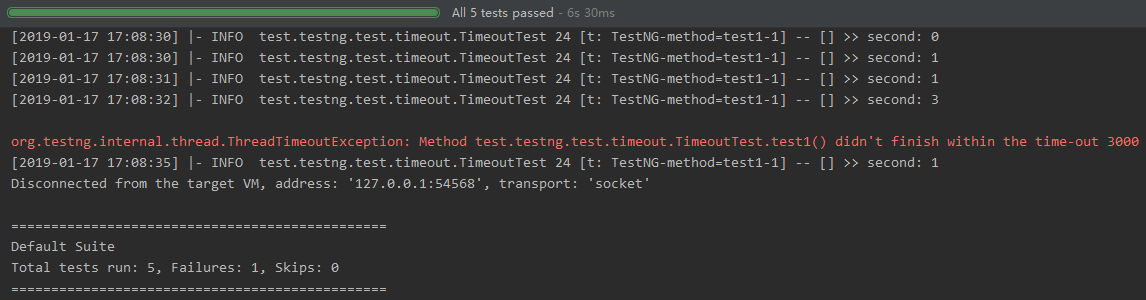 All 5 tests passed - 6s 30ms
[2019-01-17 17:08:30] |- INFO  test.testng.test.timeout.TimeoutTest 24 [t: TestNG-method=test1-1] -- [] >> second: 0
[2019-01-17 17:08:30] |- INFO  test.testng.test.timeout.TimeoutTest 24 [t: TestNG-method=test1-1] -- [] >> second: 1
[2019-01-17 17:08:31] |- INFO  test.testng.test.timeout.TimeoutTest 24 [t: TestNG-method=test1-1] -- [] >> second: 1
[2019-01-17 17:08:32] |- INFO  test.testng.test.timeout.TimeoutTest 24 [t: TestNG-method=test1-1] -- [] >> second: 3
org.testng.internal.thread.ThreadTimeoutException: Method test.testng.test.timeout.TimeoutTest.test1() didn't finish within the time-out 3000
[2019-01-17 17:08:35] |- INFO  test.testng.test.timeout.TimeoutTest 24 [t: TestNG-method=test1-1] -- [] >> second: 1
Disconnected from the target VM, address: '127.0.0.1:54568', transport: 'socket'
===============================================
Default Suite
Total tests run: 5, Failures: 1, Skips: 0
===============================================